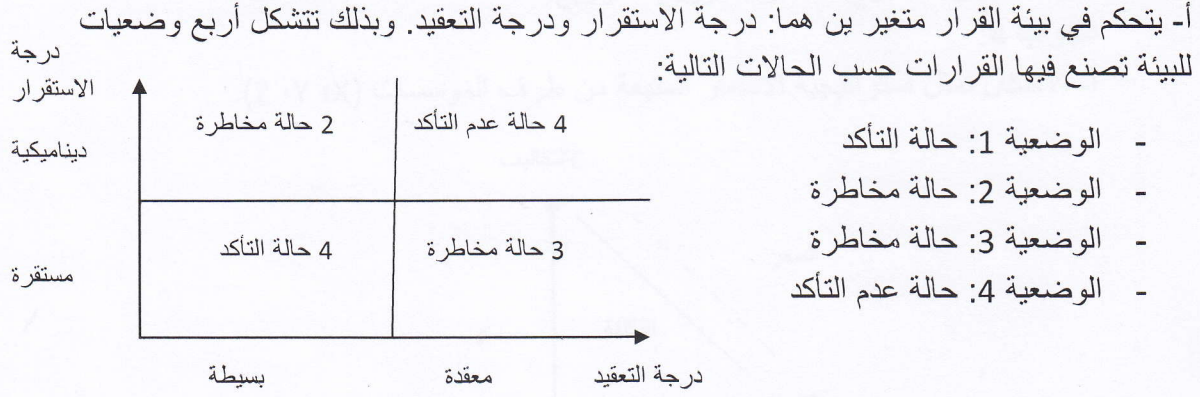 أ- يتحكم في بيئة القرار متغير ين هما: درجة الاستقرار ودرجة التعقيد. وبذلك تتشكل أربع وضعيات
للبيئة تصنع فيها القرارات حسب الحالات التالية:
- الوضعية 1: حالة التأكد
- الوضعية 2: حالة مخاطرة
- الوضعية 3: حالة مخاطرة
- الوضعية 4: حالة عدم التأكد
درجة
الاستقرار
ديناميكية
مستقرة
4 حالة عدم التأكد
2 حالة مخاطرة
3 حالة مخاطرة
4 حالة التأكد
درجة التعقيد
معقدة
بسيطة